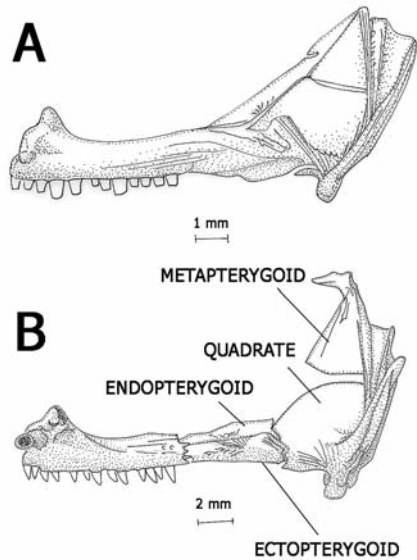 A
1 mm
METAPTERYGOID
B
QUADRATE
ENDOPTERYGOID
2 mm
ECTOPTERYGOID